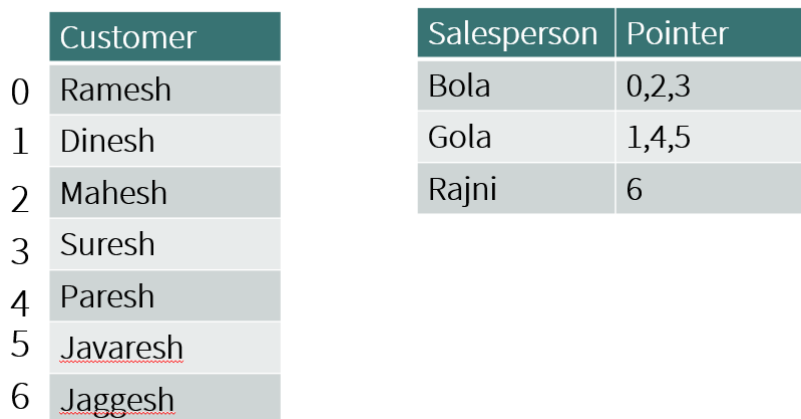 Customer
0 Ramesh
1 Dinesh
2 Mahesh
3 Suresh
4 Paresh
5 Javaresh
6 Jaggesh
Salesperson Pointer
Bola 0,2,3
Gola 1,4,5
Rajni 6